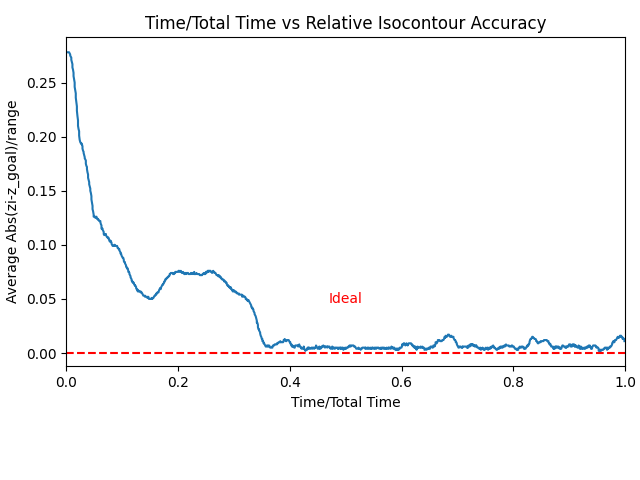 Time/Total Time vs Relative Isocontour Accuracy
Average Abs(zi-z_goal)/range
0.25
0.20
0.15
0.10
0.05
0.00
Ideal
0.0 0.2 0.4 0.6 0.8 1.0
Time/Total Time